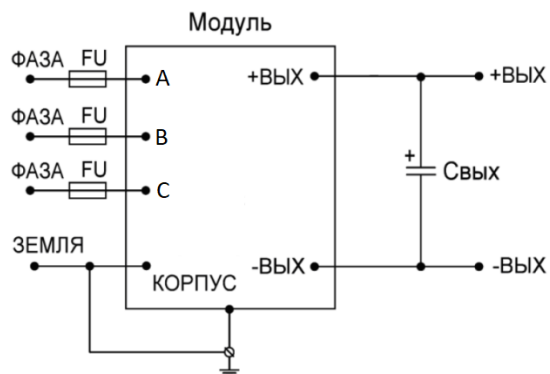 Модуль
ФАЗА FU
A
+ВЫХ
+ВЫХ
ФАЗА FU
B
ФАЗА FU
C
+
Свых
ЗЕМЛЯ
КОРПУС
-ВЫХ
-ВЫХ